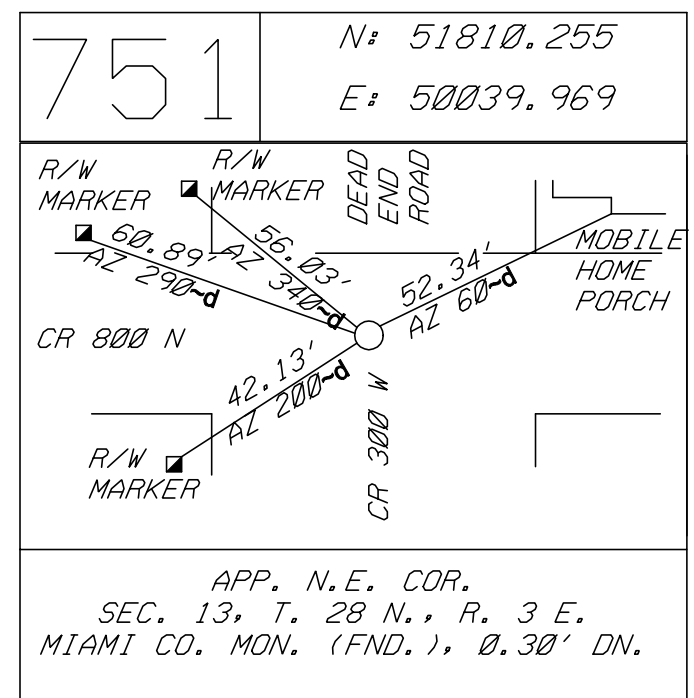 751
N: 51810.255
E: 50039.969
R/W
MARKER
R/W
MARKER
DEAD
END
ROAD
60.89'
AZ 290~d
56.03'
AZ 340~d
52.34'
AZ 60~d
MOBILE
HOME
PORCH
CR 800 N
42.13'
AZ 200~d
CR 300 W
R/W
MARKER
APP. N.E. COR.
SEC. 13, T. 28 N., R. 3 E.
MIAMI CO. MON. (FND.), 0.30' DN.